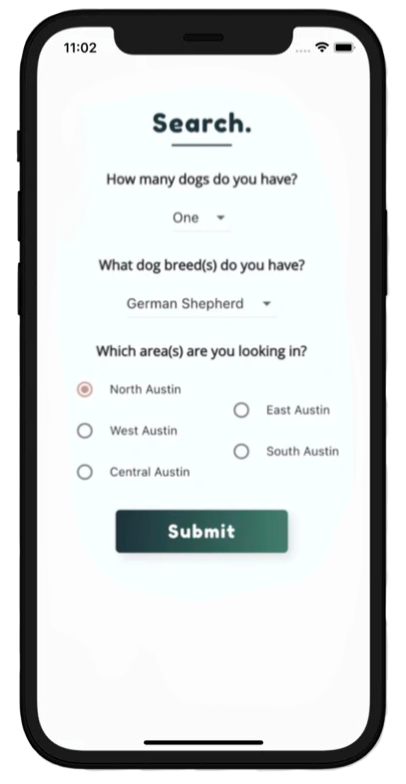 11:02
Search.
How many dogs do you have?
One
What dog breed(s) do you have?
German Shepherd
Which area(s) are you looking in?
North Austin
East Austin
West Austin
South Austin
Central Austin
Submit